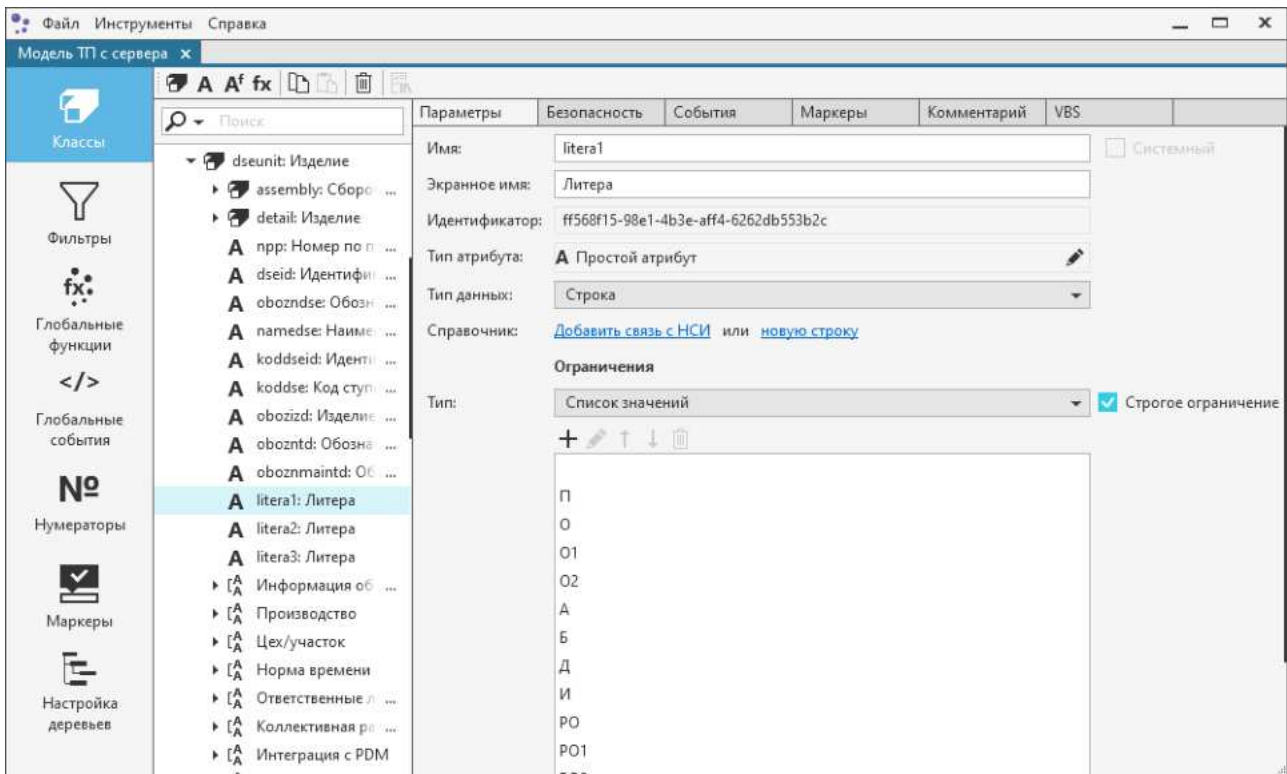 Файл Инструменты Справка
Модель ТП с сервера
Классы
Фильтры
Глобальные
функции
Глобальные
события
Нумераторы
Маркеры
Настройка
деревьев
A Af fx
Поиск
dseunit: Изделие
assembly: Сборо ...
detail: Изделие
A npp: Номер по п ...
A dseid: Идентифи ...
A obozndse: Обозн ...
A namedse: Наиме ...
A koddseid: Иденти ...
A koddse: Код ступ ...
A obozizd: Изделие ...
A obozntd: Обозна ...
A oboznmaintd: Об ...
A litera1: Литера
A litera2: Литера
A litera3: Литера
Информация об ...
Производство
Цех/участок
Норма времени
Ответственные л ...
Коллективная ра ...
Интеграция с PDM
Параметры Безопасность События Маркеры Комментарий VBS
Имя: litera1 Системный
Экранное имя: Литера
Идентификатор: ff568f15-98e1-4b3e-aff4-6262db553b2c
Тип атрибута: A Простой атрибут
Тип данных: Строка
Справочник: Добавить связь с НСИ или новую строку
Ограничения
Тип: Список значений Строгое ограничение
П
О
О1
О2
А
Б
Д
И
РО
РО1